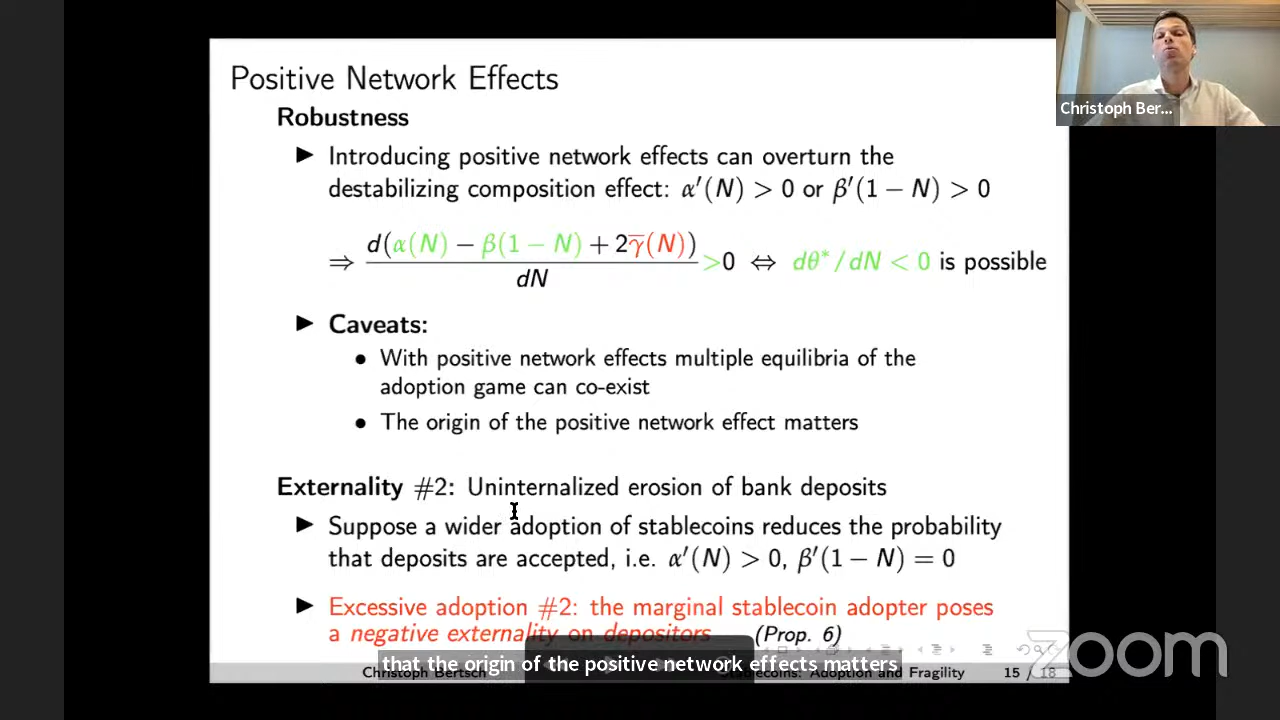 Positive Network Effects
Robustness
▶ Introducing positive network effects can overturn the
destabilizing composition effect: α′(N) > 0 or β′(1 − N) > 0
⇒ d(α(N) − β(1 − N) + 2γ̅(N)) / dN > 0 ⇔ dθ*/dN < 0 is possible
▶ Caveats:
• With positive network effects multiple equilibria of the
adoption game can co-exist
• The origin of the positive network effect matters
Externality #2: Uninternalized erosion of bank deposits
▶ Suppose a wider adoption of stablecoins reduces the probability
that deposits are accepted, i.e. α′(N) > 0, β′(1 − N) = 0
▶ Excessive adoption #2: the marginal stablecoin adopter poses
a negative externality on depositors (Prop. 6)
that the origin of the positive network effects matters
Christoph Bertsch Stablecoins: Adoption and Fragility 15 / 18
Christoph Ber...
zoom